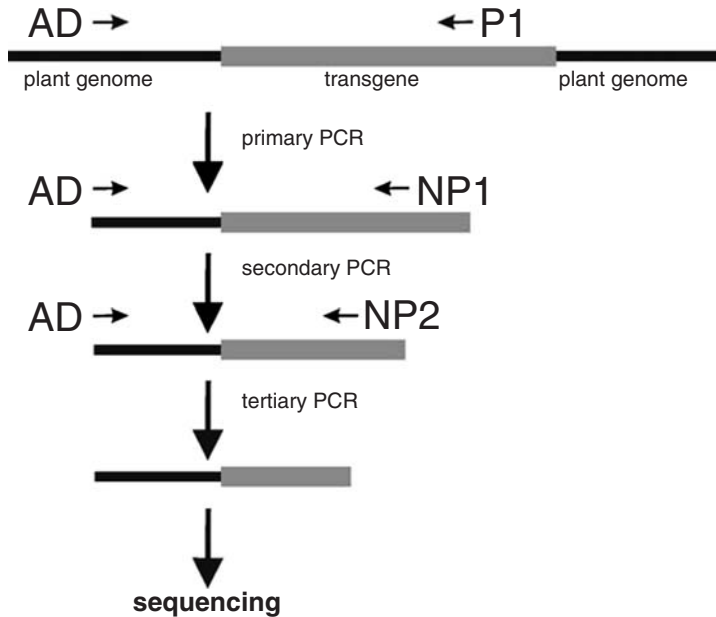 AD P1
plant genome transgene plant genome
primary PCR
AD NP1
secondary PCR
AD NP2
tertiary PCR
sequencing